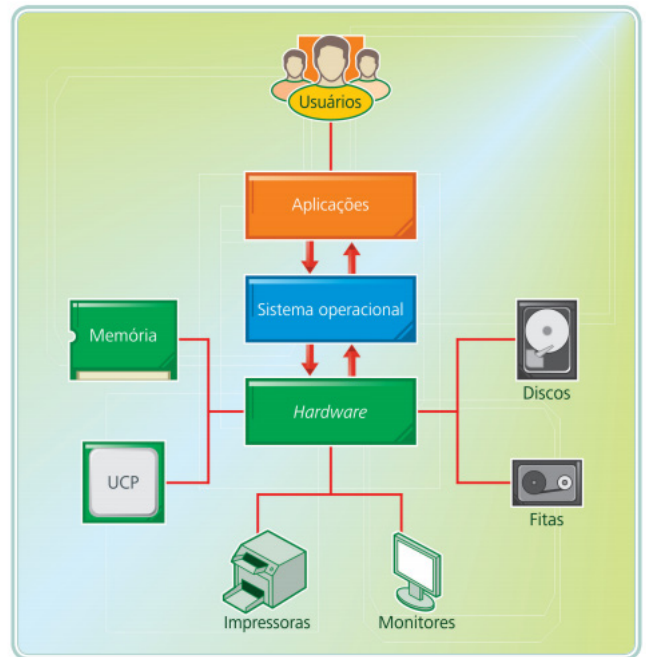 Usuários
Aplicações
Sistema operacional
Memória
Discos
Hardware
UCP
Fitas
Impressoras
Monitores